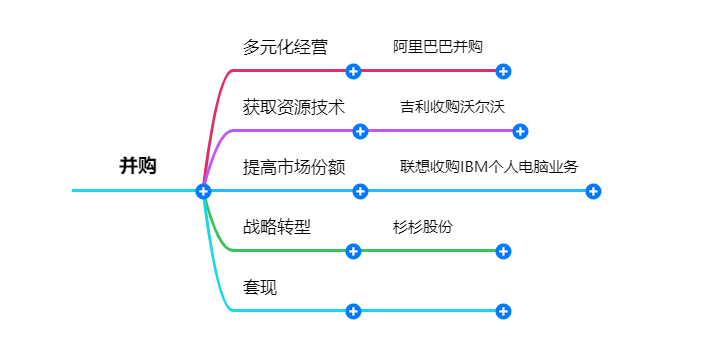 多元化经营
阿里巴巴并购
获取资源技术
吉利收购沃尔沃
并购
提高市场份额
联想收购IBM个人电脑业务
战略转型
杉杉股份
套现